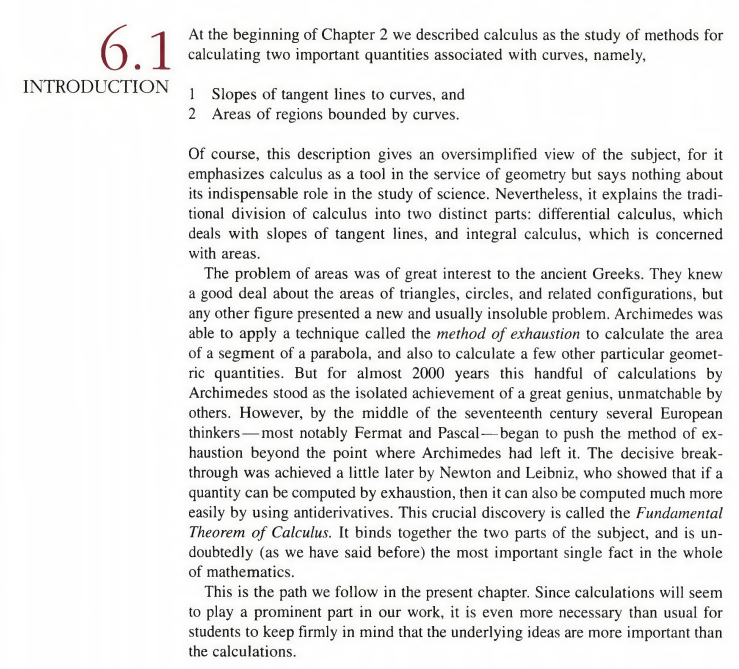 6.1
INTRODUCTION
At the beginning of Chapter 2 we described calculus as the study of methods for
calculating two important quantities associated with curves, namely,
1 Slopes of tangent lines to curves, and
2 Areas of regions bounded by curves.
Of course, this description gives an oversimplified view of the subject, for it
emphasizes calculus as a tool in the service of geometry but says nothing about
its indispensable role in the study of science. Nevertheless, it explains the tradi-
tional division of calculus into two distinct parts: differential calculus, which
deals with slopes of tangent lines, and integral calculus, which is concerned
with areas.
The problem of areas was of great interest to the ancient Greeks. They knew
a good deal about the areas of triangles, circles, and related configurations, but
any other figure presented a new and usually insoluble problem. Archimedes was
able to apply a technique called the method of exhaustion to calculate the area
of a segment of a parabola, and also to calculate a few other particular geomet-
ric quantities. But for almost 2000 years this handful of calculations by
Archimedes stood as the isolated achievement of a great genius, unmatchable by
others. However, by the middle of the seventeenth century several European
thinkers—most notably Fermat and Pascal—began to push the method of ex-
haustion beyond the point where Archimedes had left it. The decisive break-
through was achieved a little later by Newton and Leibniz, who showed that if a
quantity can be computed by exhaustion, then it can also be computed much more
easily by using antiderivatives. This crucial discovery is called the Fundamental
Theorem of Calculus. It binds together the two parts of the subject, and is un-
doubtedly (as we have said before) the most important single fact in the whole
of mathematics.
This is the path we follow in the present chapter. Since calculations will seem
to play a prominent part in our work, it is even more necessary than usual for
students to keep firmly in mind that the underlying ideas are more important than
the calculations.